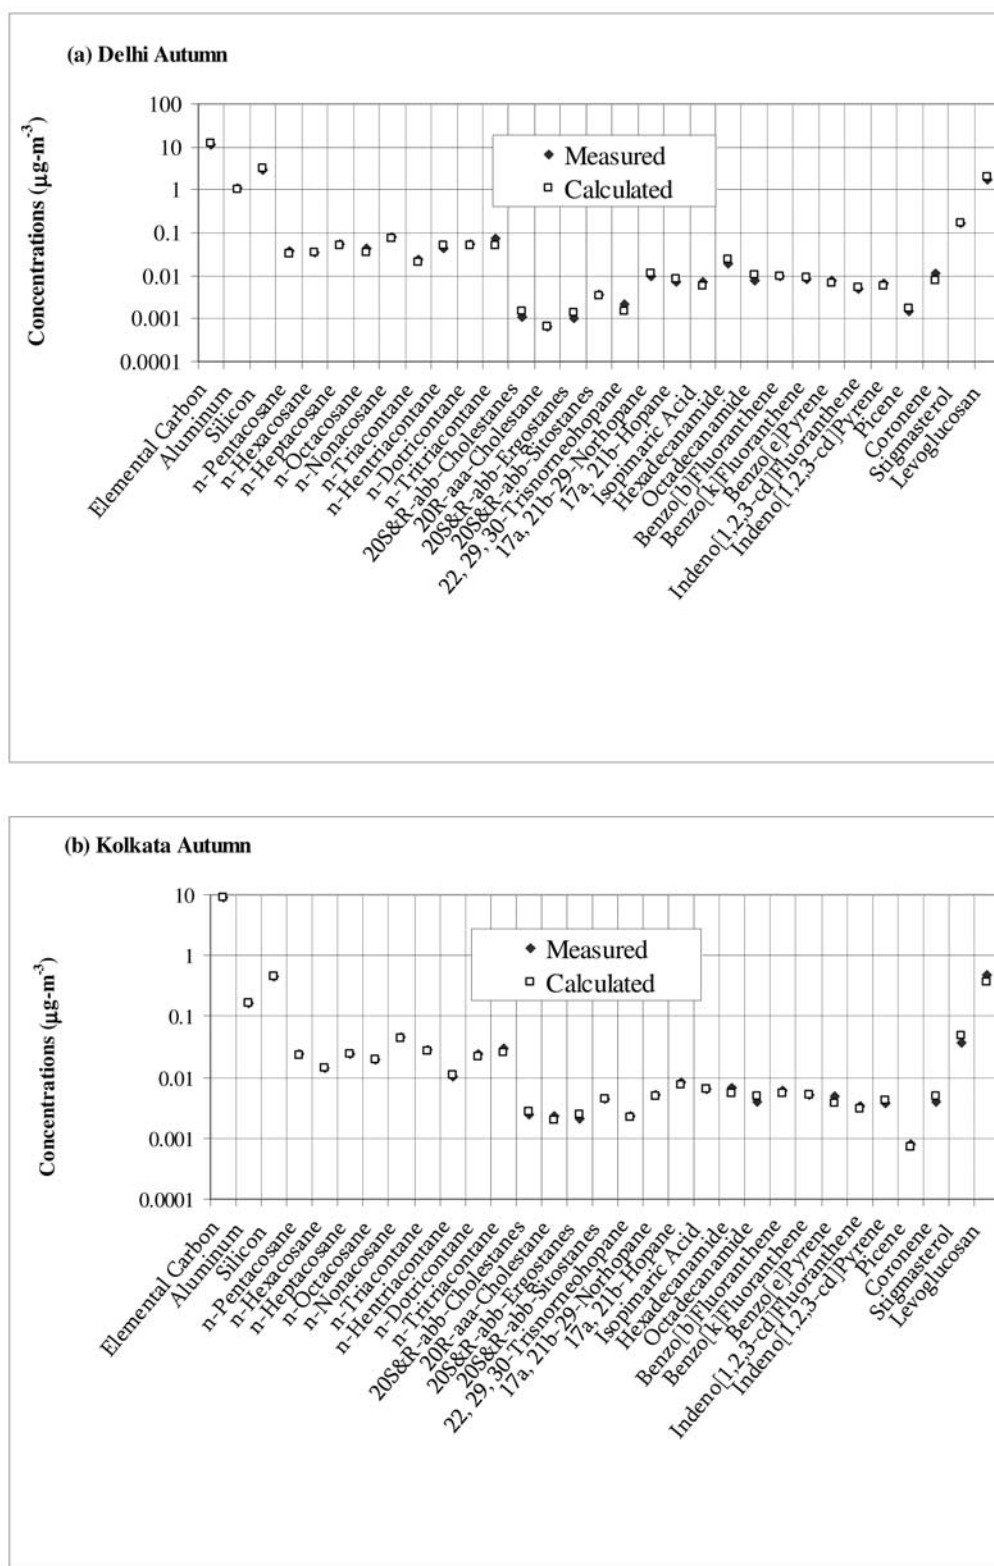 (a) Delhi Autumn
Concentrations (µg-m-3)
100
10
1
0.1
0.01
0.001
0.0001
Measured
Calculated
Elemental Carbon
Aluminum
Silicon
n-Pentacosane
n-Hexacosane
n-Heptacosane
n-Octacosane
n-Nonacosane
n-Triacontane
n-Hentriacontane
n-Dotricontane
n-Tritriacontane
20S&R-abb-Cholestanes
20R-aaa-Cholestane
20S&R-abb-Ergostanes
20S&R-abb-Sitostanes
22, 29, 30-Trisnorneohopane
17a, 21b-29-Norhopane
17a, 21b-Hopane
Isopimaric Acid
Hexadecanamide
Octadecanamide
Benzo[b]Fluoranthene
Benzo[k]Fluoranthene
Benzo[e]Pyrene
Indeno[1,2,3-cd]Fluoranthene
Indeno[1,2,3-cd]Pyrene
Picene
Coronene
Stigmasterol
Levoglucosan
(b) Kolkata Autumn
Concentrations (µg-m-3)
10
1
0.1
0.01
0.001
0.0001
Measured
Calculated
Elemental Carbon
Aluminum
Silicon
n-Pentacosane
n-Hexacosane
n-Heptacosane
n-Octacosane
n-Nonacosane
n-Triacontane
n-Hentriacontane
n-Dotricontane
n-Tritriacontane
20S&R-abb-Cholestanes
20R-aaa-Cholestane
20S&R-abb-Ergostanes
20S&R-abb-Sitostanes
22, 29, 30-Trisnorneohopane
17a, 21b-29-Norhopane
17a, 21b-Hopane
Isopimaric Acid
Hexadecanamide
Octadecanamide
Benzo[b]Fluoranthene
Benzo[k]Fluoranthene
Benzo[e]Pyrene
Indeno[1,2,3-cd]Fluoranthene
Indeno[1,2,3-cd]Pyrene
Picene
Coronene
Stigmasterol
Levoglucosan